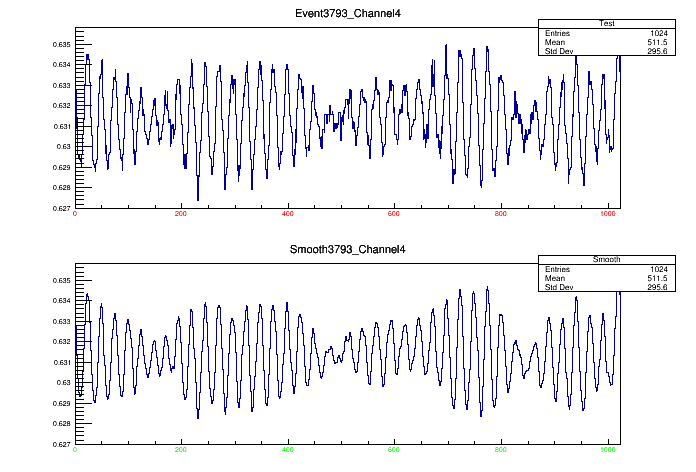 Event3793_Channel4
Test
Entries 1024
Mean 511.5
Std Dev 295.6
0.635
0.634
0.633
0.632
0.631
0.63
0.629
0.628
0.627
0 200 400 600 800 1000
Smooth3793_Channel4
Smooth
Entries 1024
Mean 511.5
Std Dev 295.6
0.635
0.634
0.633
0.632
0.631
0.63
0.629
0.628
0.627
0 200 400 600 800 1000